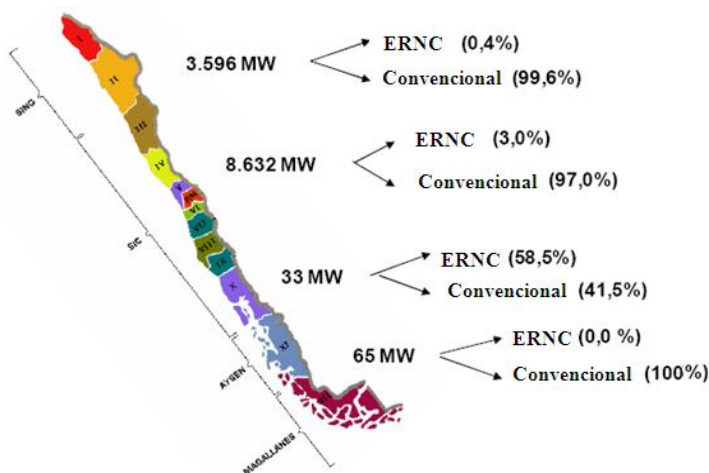 ERNC (0,4%)
3.596 MW
Convencional (99,6%)
ERNC (3,0%)
8.632 MW
Convencional (97,0%)
ERNC (58,5%)
33 MW
Convencional (41,5%)
ERNC (0,0 %)
65 MW
Convencional (100%)
I
II
III
IV
V
RM
VI
VII
VIII
IX
X
XI
SING
SIC
AYSEN
MAGALLANES